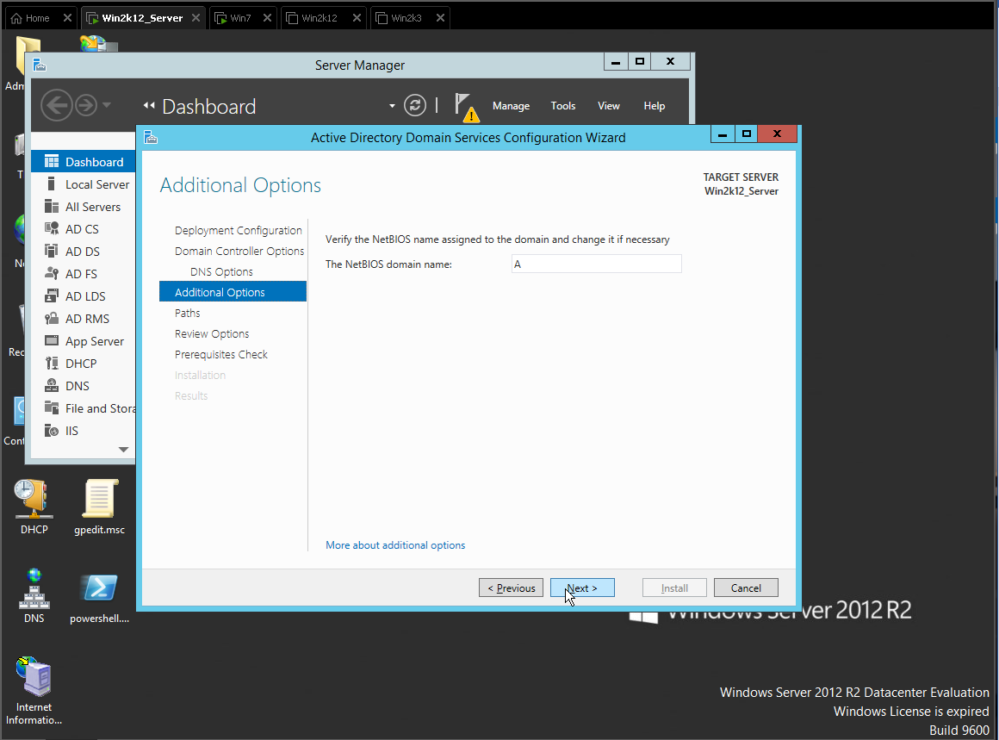 Home
Win2k12_Server
Win7
Win2k12
Win2k3
Server Manager
Dashboard
Manage
Tools
View
Help
Active Directory Domain Services Configuration Wizard
Dashboard
Local Server
All Servers
AD CS
AD DS
AD FS
AD LDS
AD RMS
App Server
DHCP
DNS
File and Stora
IIS
Additional Options
TARGET SERVER
Win2k12_Server
Deployment Configuration
Domain Controller Options
DNS Options
Additional Options
Paths
Review Options
Prerequisites Check
Installation
Results
Verify the NetBIOS name assigned to the domain and change it if necessary
The NetBIOS domain name:
A
More about additional options
< Previous
Next >
Install
Cancel
DHCP
gpedit.msc
DNS
powershell....
Internet
Informatio...
Windows Server 2012 R2
Windows Server 2012 R2 Datacenter Evaluation
Windows License is expired
Build 9600